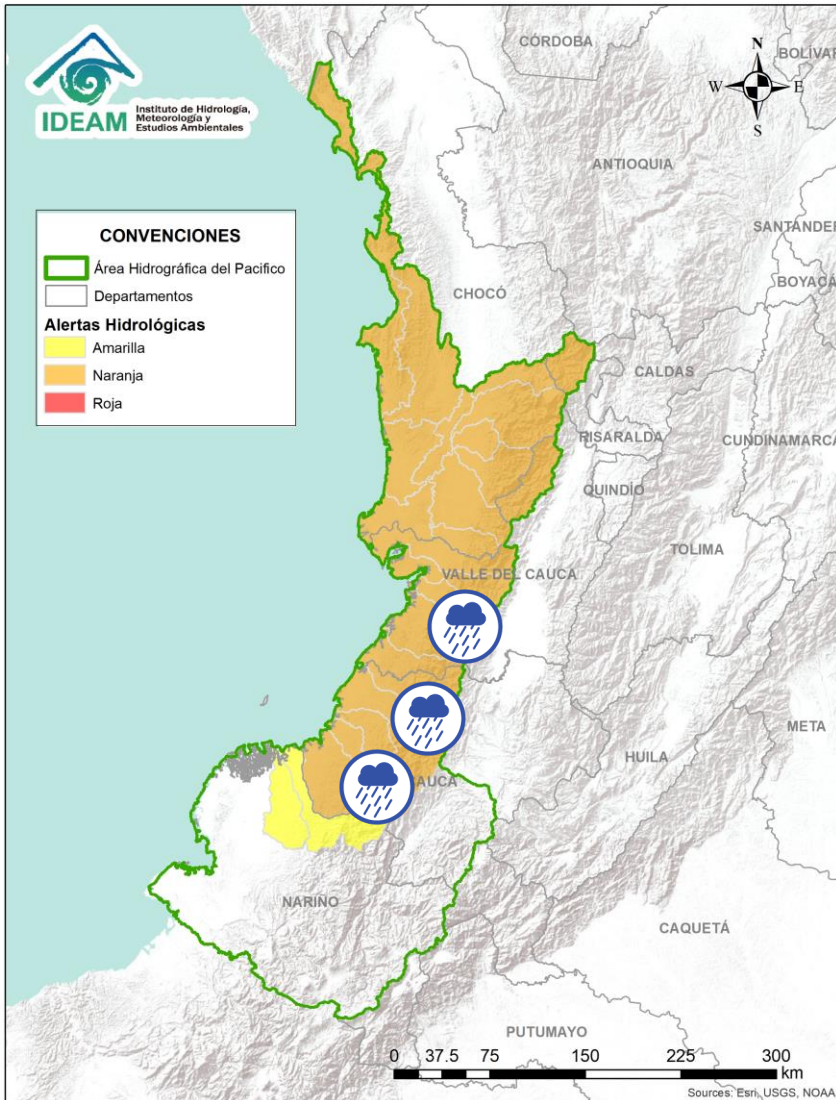 IDEAM
Instituto de Hidrología,
Meteorología y
Estudios Ambientales
CÓRDOBA
BOLÍVAR
N
W E
S
ANTIOQUIA
SANTANDER
BOYACÁ
CONVENCIONES
Área Hidrográfica del Pacifico
Departamentos
Alertas Hidrológicas
Amarilla
Naranja
Roja
CHOCÓ
CALDAS
RISARALDA
CUNDINAMARCA
QUINDÍO
TOLIMA
VALLE DEL CAUCA
META
HUILA
AUCA
NARIÑO
CAQUETÁ
PUTUMAYO
0 37.5 75 150 225 300
km
Sources: Esri, USGS, NOAA